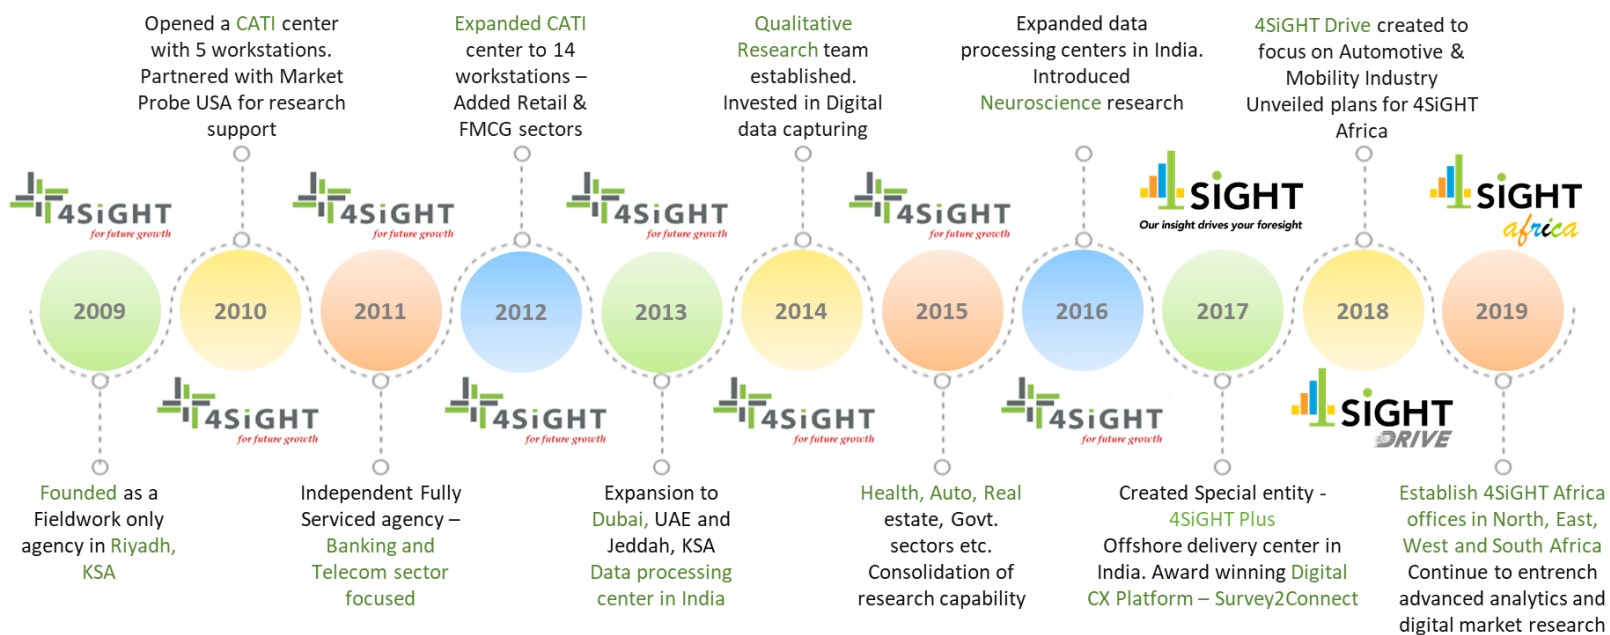 Opened a CATI center
with 5 workstations.
Partnered with Market
Probe USA for research
support
Expanded CATI
center to 14
workstations –
Added Retail &
FMCG sectors
Qualitative
Research team
established.
Invested in Digital
data capturing
Expanded data
processing centers in India.
Introduced
Neuroscience research
4SiGHT Drive created to
focus on Automotive &
Mobility Industry
Unveiled plans for 4SiGHT
Africa
4SiGHT
for future growth
4SiGHT
for future growth
4SiGHT
for future growth
4SiGHT
for future growth
4SiGHT
Our insight drives your foresight
4SiGHT
africa
2009
2010
2011
2012
2013
2014
2015
2016
2017
2018
2019
4SiGHT
for future growth
4SiGHT
for future growth
4SiGHT
for future growth
4SiGHT
for future growth
4SiGHT
DRIVE
Founded as a
Fieldwork only
agency in Riyadh,
KSA
Independent Fully
Serviced agency –
Banking and
Telecom sector
focused
Expansion to
Dubai, UAE and
Jeddah, KSA
Data processing
center in India
Health, Auto, Real
estate, Govt.
sectors etc.
Consolidation of
research capability
Created Special entity -
4SiGHT Plus
Offshore delivery center in
India. Award winning Digital
CX Platform – Survey2Connect
Establish 4SiGHT Africa
offices in North, East,
West and South Africa
Continue to entrench
advanced analytics and
digital market research